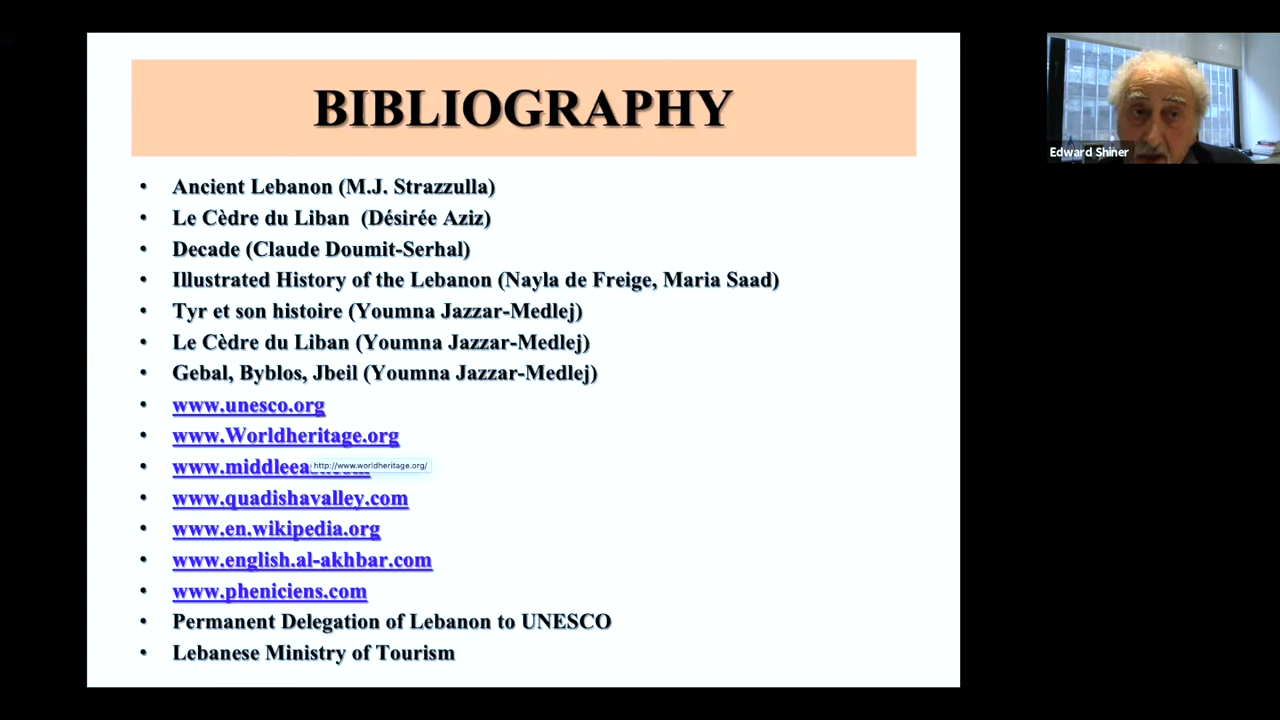 BIBLIOGRAPHY
Edward Shiner
• Ancient Lebanon (M.J. Strazzulla)
• Le Cèdre du Liban (Désirée Aziz)
• Decade (Claude Doumit-Serhal)
• Illustrated History of the Lebanon (Nayla de Freige, Maria Saad)
• Tyr et son histoire (Youmna Jazzar-Medlej)
• Le Cèdre du Liban (Youmna Jazzar-Medlej)
• Gebal, Byblos, Jbeil (Youmna Jazzar-Medlej)
• www.unesco.org
• www.Worldheritage.org
• http://www.worldheritage.org/
• www.quadishavalley.com
• www.en.wikipedia.org
• www.english.al-akhbar.com
• www.pheniciens.com
• Permanent Delegation of Lebanon to UNESCO
• Lebanese Ministry of Tourism